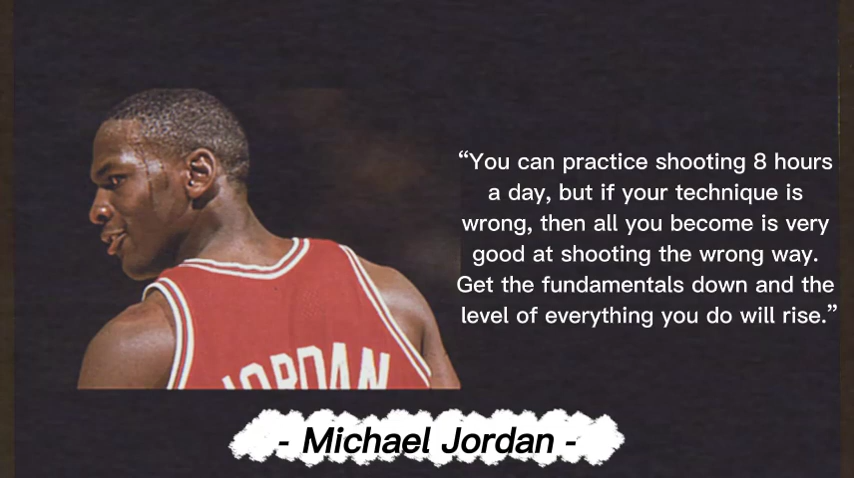 “You can practice shooting 8 hours
a day, but if your technique is
wrong, then all you become is very
good at shooting the wrong way.
Get the fundamentals down and the
level of everything you do will rise.”
JORDAN
- Michael Jordan -